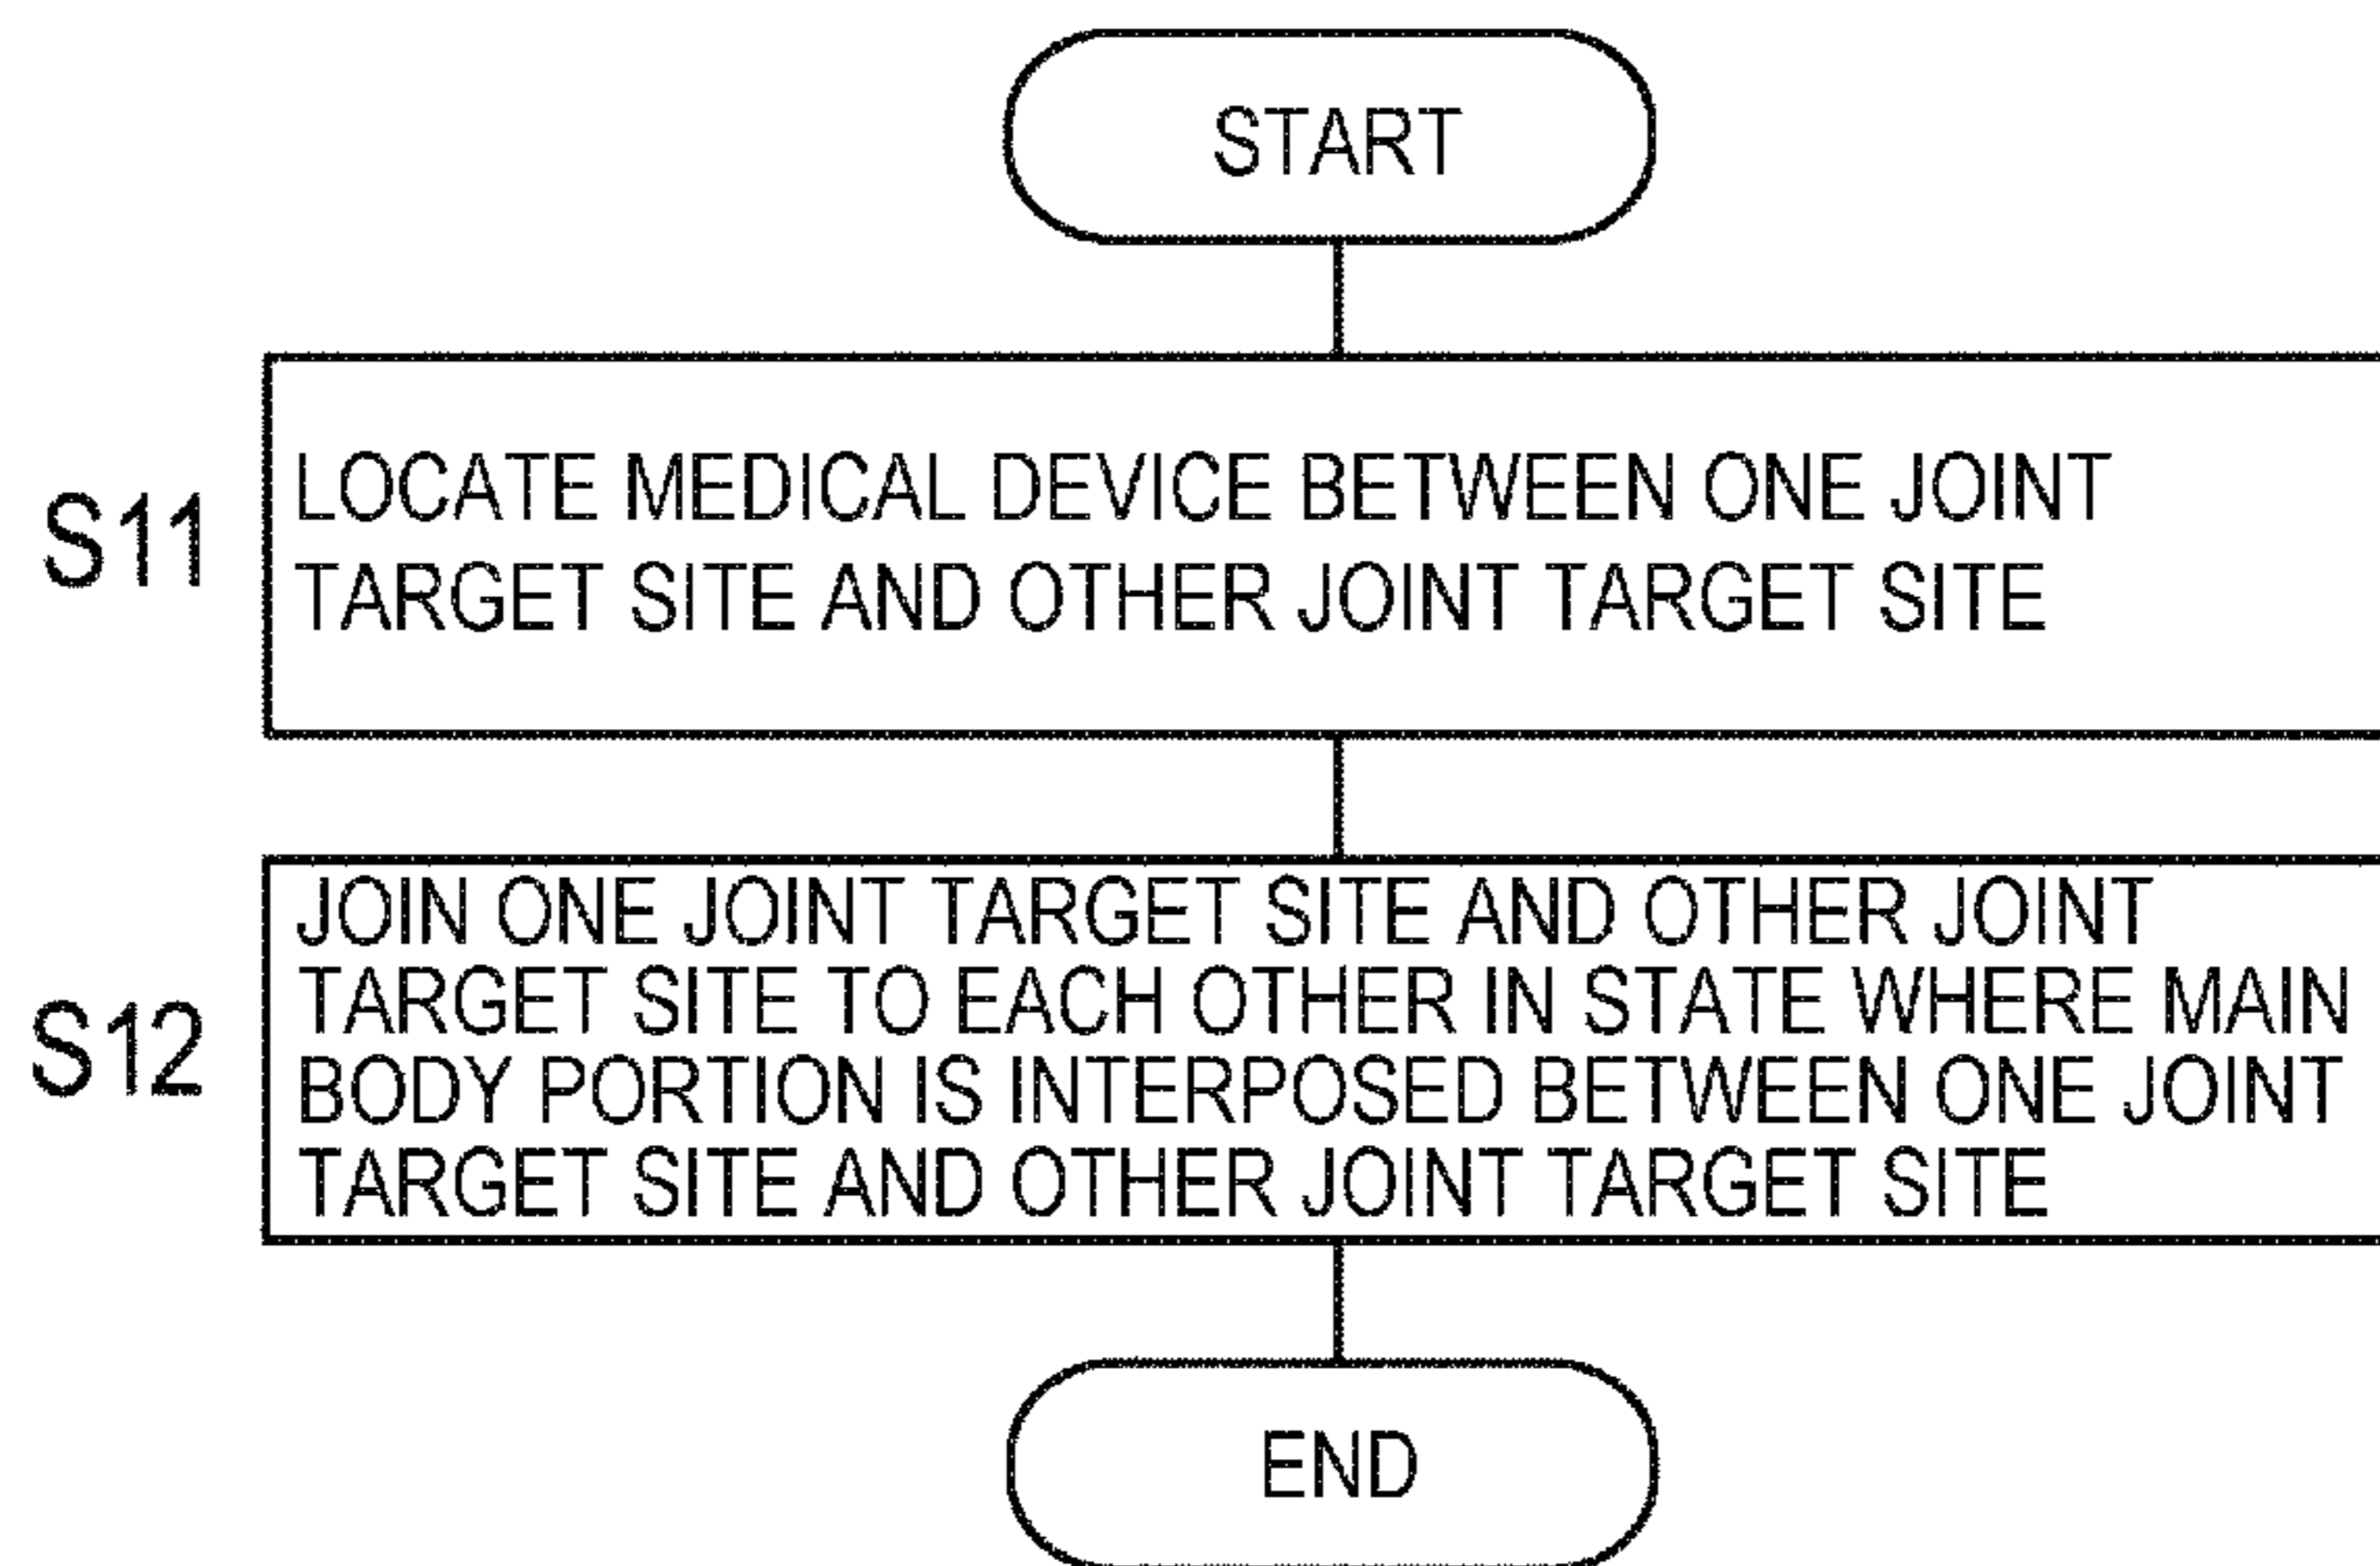 START
S11
LOCATE MEDICAL DEVICE BETWEEN ONE JOINT
TARGET SITE AND OTHER JOINT TARGET SITE
S12
JOIN ONE JOINT TARGET SITE AND OTHER JOINT
TARGET SITE TO EACH OTHER IN STATE WHERE MAIN
BODY PORTION IS INTERPOSED BETWEEN ONE JOINT
TARGET SITE AND OTHER JOINT TARGET SITE
END